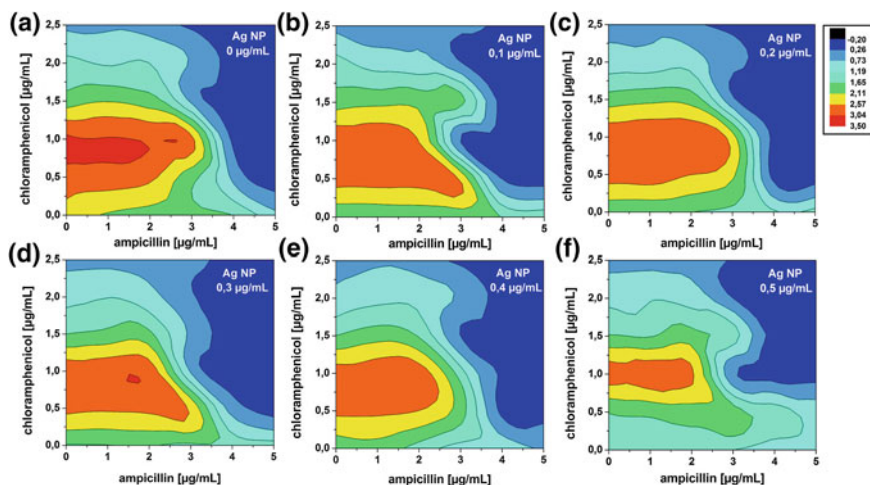 (a)
Ag NP
0 µg/mL
chloramphenicol [µg/mL]
2,5
2,0
1,5
1,0
0,5
0,0
0 1 2 3 4 5
ampicillin [µg/mL]
(b)
Ag NP
0,1 µg/mL
chloramphenicol [µg/mL]
2,5
2,0
1,5
1,0
0,5
0,0
0 1 2 3 4 5
ampicillin [µg/mL]
(c)
Ag NP
0,2 µg/mL
chloramphenicol [µg/mL]
2,5
2,0
1,5
1,0
0,5
0,0
0 1 2 3 4 5
ampicillin [µg/mL]
-0,20
0,26
0,73
1,19
1,65
2,11
2,57
3,04
3,50
(d)
Ag NP
0,3 µg/mL
chloramphenicol [µg/mL]
2,5
2,0
1,5
1,0
0,5
0,0
0 1 2 3 4 5
ampicillin [µg/mL]
(e)
Ag NP
0,4 µg/mL
chloramphenicol [µg/mL]
2,5
2,0
1,5
1,0
0,5
0,0
0 1 2 3 4 5
ampicillin [µg/mL]
(f)
Ag NP
0,5 µg/mL
chloramphenicol [µg/mL]
2,5
2,0
1,5
1,0
0,5
0,0
0 1 2 3 4 5
ampicillin [µg/mL]